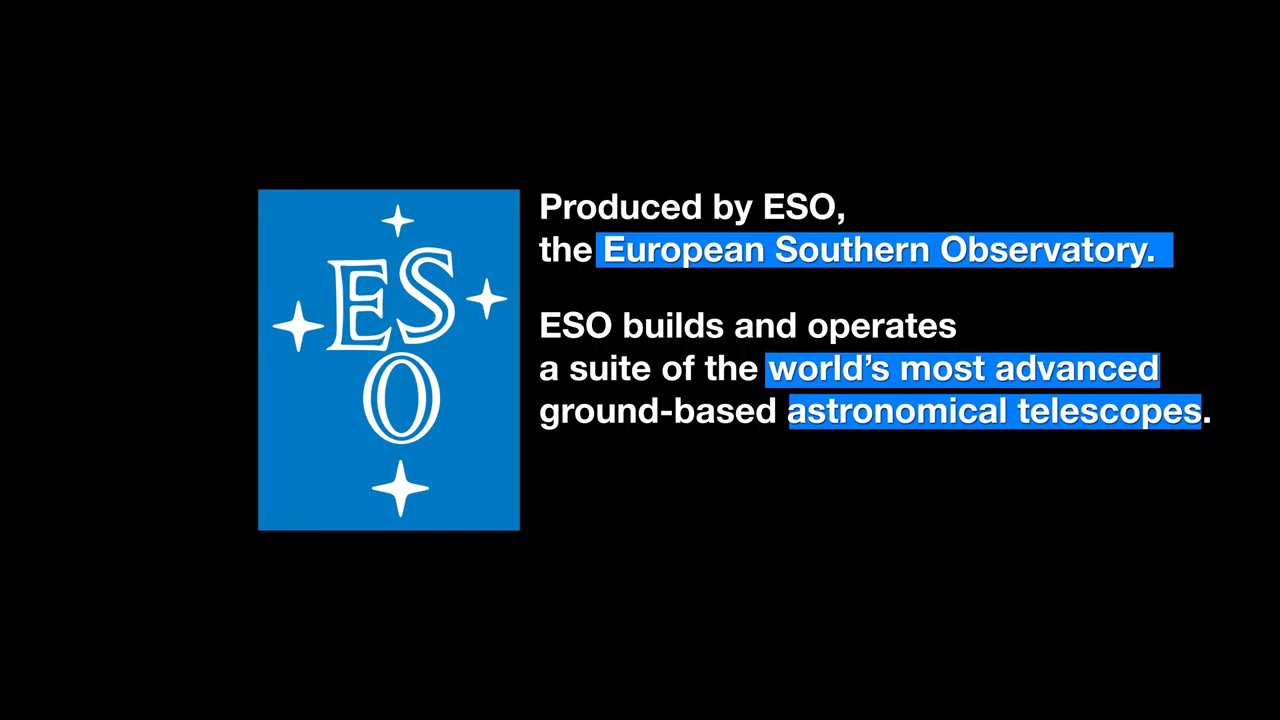 ESO
Produced by ESO,
the European Southern Observatory.
ESO builds and operates
a suite of the world's most advanced
ground-based astronomical telescopes.